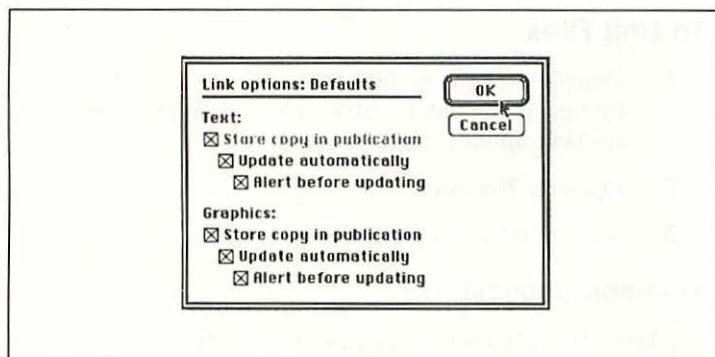 Link options: Defaults
OK
Cancel
Text:
Store copy in publication
Update automatically
Alert before updating
Graphics:
Store copy in publication
Update automatically
Alert before updating